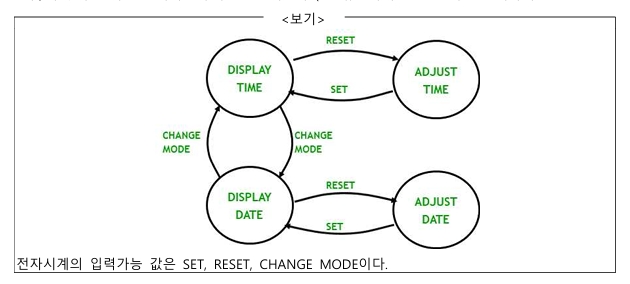 <보기>
RESET
DISPLAY
TIME
ADJUST
TIME
SET
CHANGE
MODE
CHANGE
MODE
DISPLAY
DATE
RESET
ADJUST
DATE
SET
전자시계의 입력가능 값은 SET, RESET, CHANGE MODE이다.